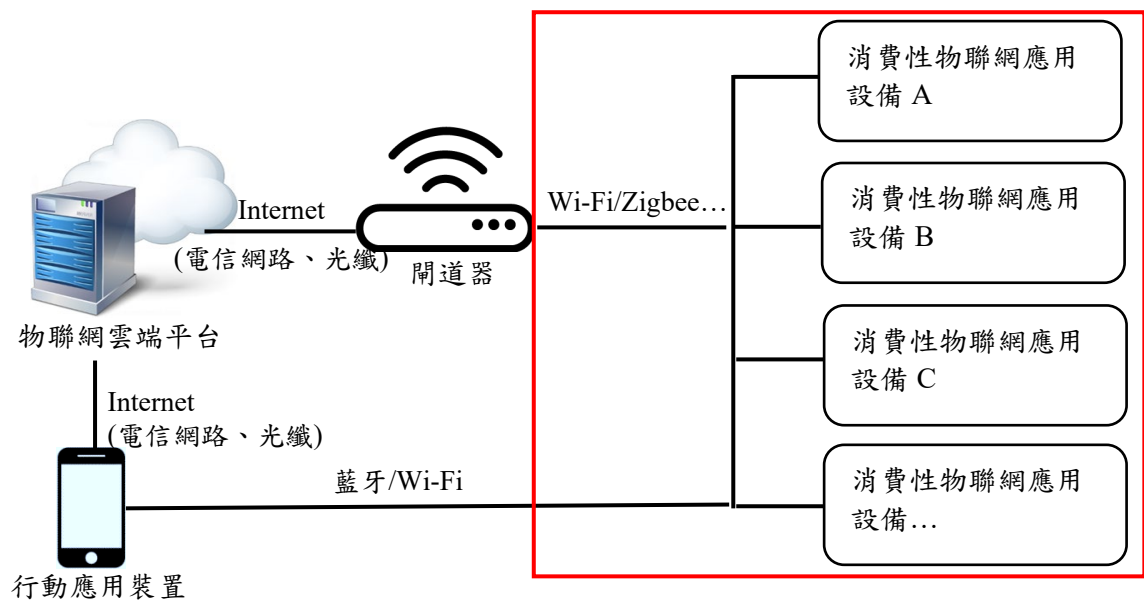 消費性物聯網應用
設備 A
Wi-Fi/Zigbee…
消費性物聯網應用
設備 B
Internet
(電信網路、光纖)
閘道器
物聯網雲端平台
消費性物聯網應用
設備 C
Internet
(電信網路、光纖)
藍牙/Wi-Fi
消費性物聯網應用
設備…
行動應用裝置